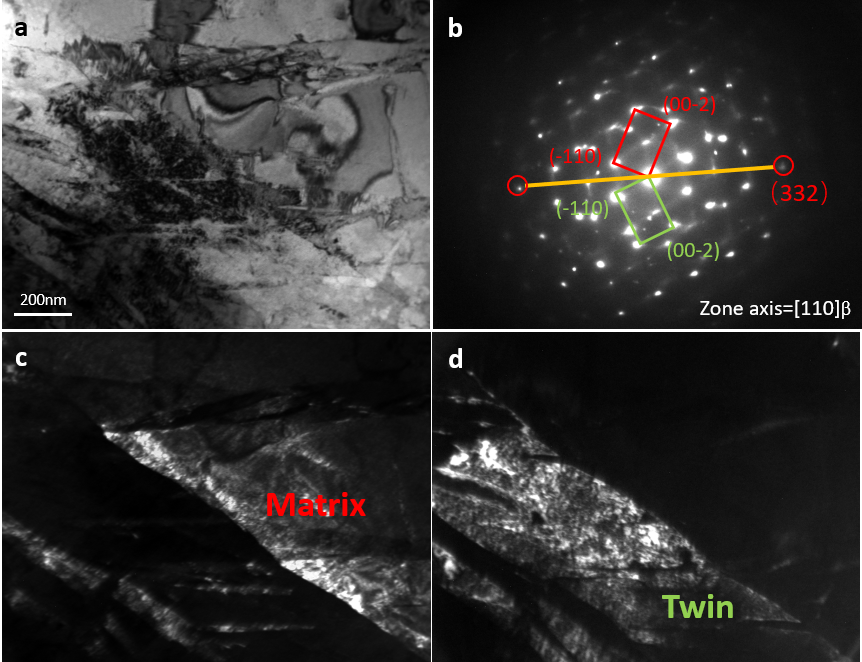 a
200nm
b
(00-2)
(-110)
(332)
(-110)
(00-2)
Zone axis=[110]β
c
Matrix
d
Twin